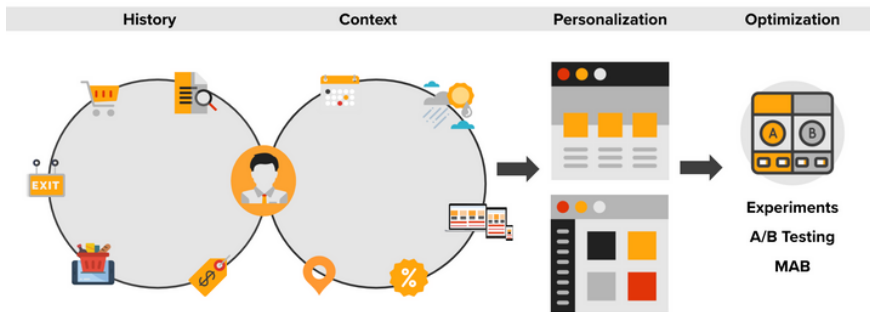 History
Context
Personalization
Optimization
EXIT
$
%
A
B
Experiments
A/B Testing
MAB